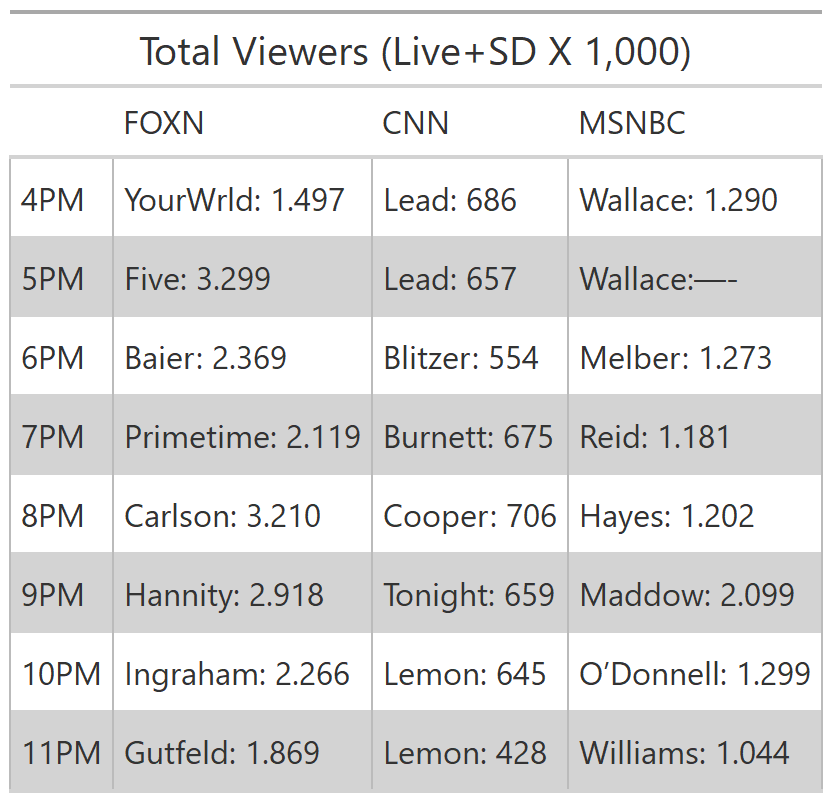 Total Viewers (Live+SD X 1,000)
FOXN CNN MSNBC
4PM YourWrld: 1.497 Lead: 686 Wallace: 1.290
5PM Five: 3.299 Lead: 657 Wallace:—-
6PM Baier: 2.369 Blitzer: 554 Melber: 1.273
7PM Primetime: 2.119 Burnett: 675 Reid: 1.181
8PM Carlson: 3.210 Cooper: 706 Hayes: 1.202
9PM Hannity: 2.918 Tonight: 659 Maddow: 2.099
10PM Ingraham: 2.266 Lemon: 645 O’Donnell: 1.299
11PM Gutfeld: 1.869 Lemon: 428 Williams: 1.044